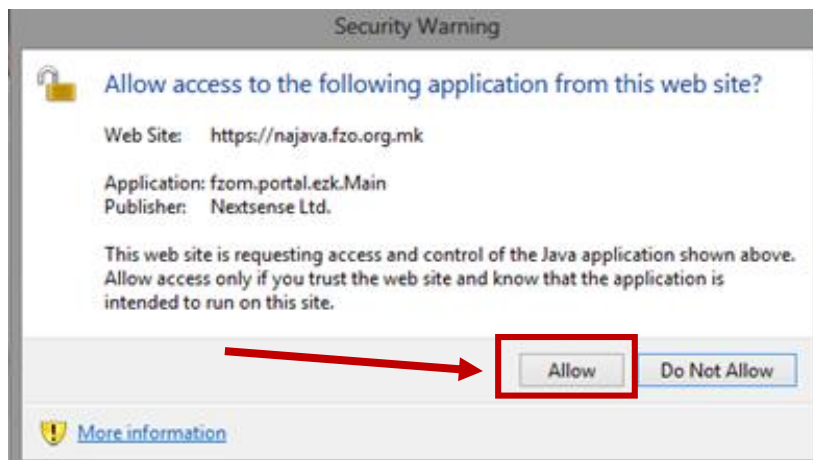 Security Warning
Allow access to the following application from this web site?
Web Site: https://najava.fzo.org.mk
Application: fzom.portal.ezk.Main
Publisher: Nextsense Ltd.
This web site is requesting access and control of the Java application shown above.
Allow access only if you trust the web site and know that the application is
intended to run on this site.
Allow Do Not Allow
More information